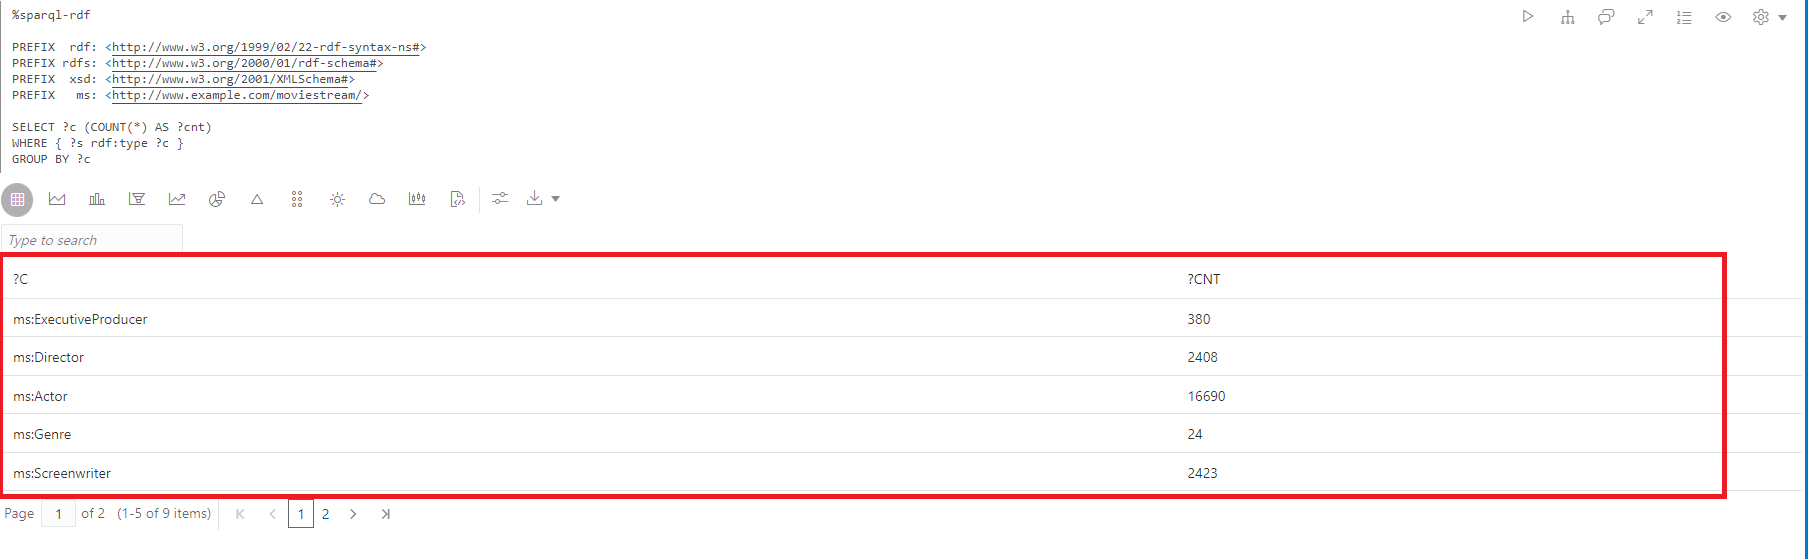 %sparql-rdf
PREFIX  rdf: <http://www.w3.org/1999/02/22-rdf-syntax-ns#>
PREFIX rdfs: <http://www.w3.org/2000/01/rdf-schema#>
PREFIX  xsd: <http://www.w3.org/2001/XMLSchema#>
PREFIX   ms: <http://www.example.com/moviestream/>
SELECT ?c (COUNT(*) AS ?cnt)
WHERE { ?s rdf:type ?c }
GROUP BY ?c
Type to search
?C ?CNT
ms:ExecutiveProducer 380
ms:Director 2408
ms:Actor 16690
ms:Genre 24
ms:Screenwriter 2423
Page 1 of 2 (1-5 of 9 items) 1 2